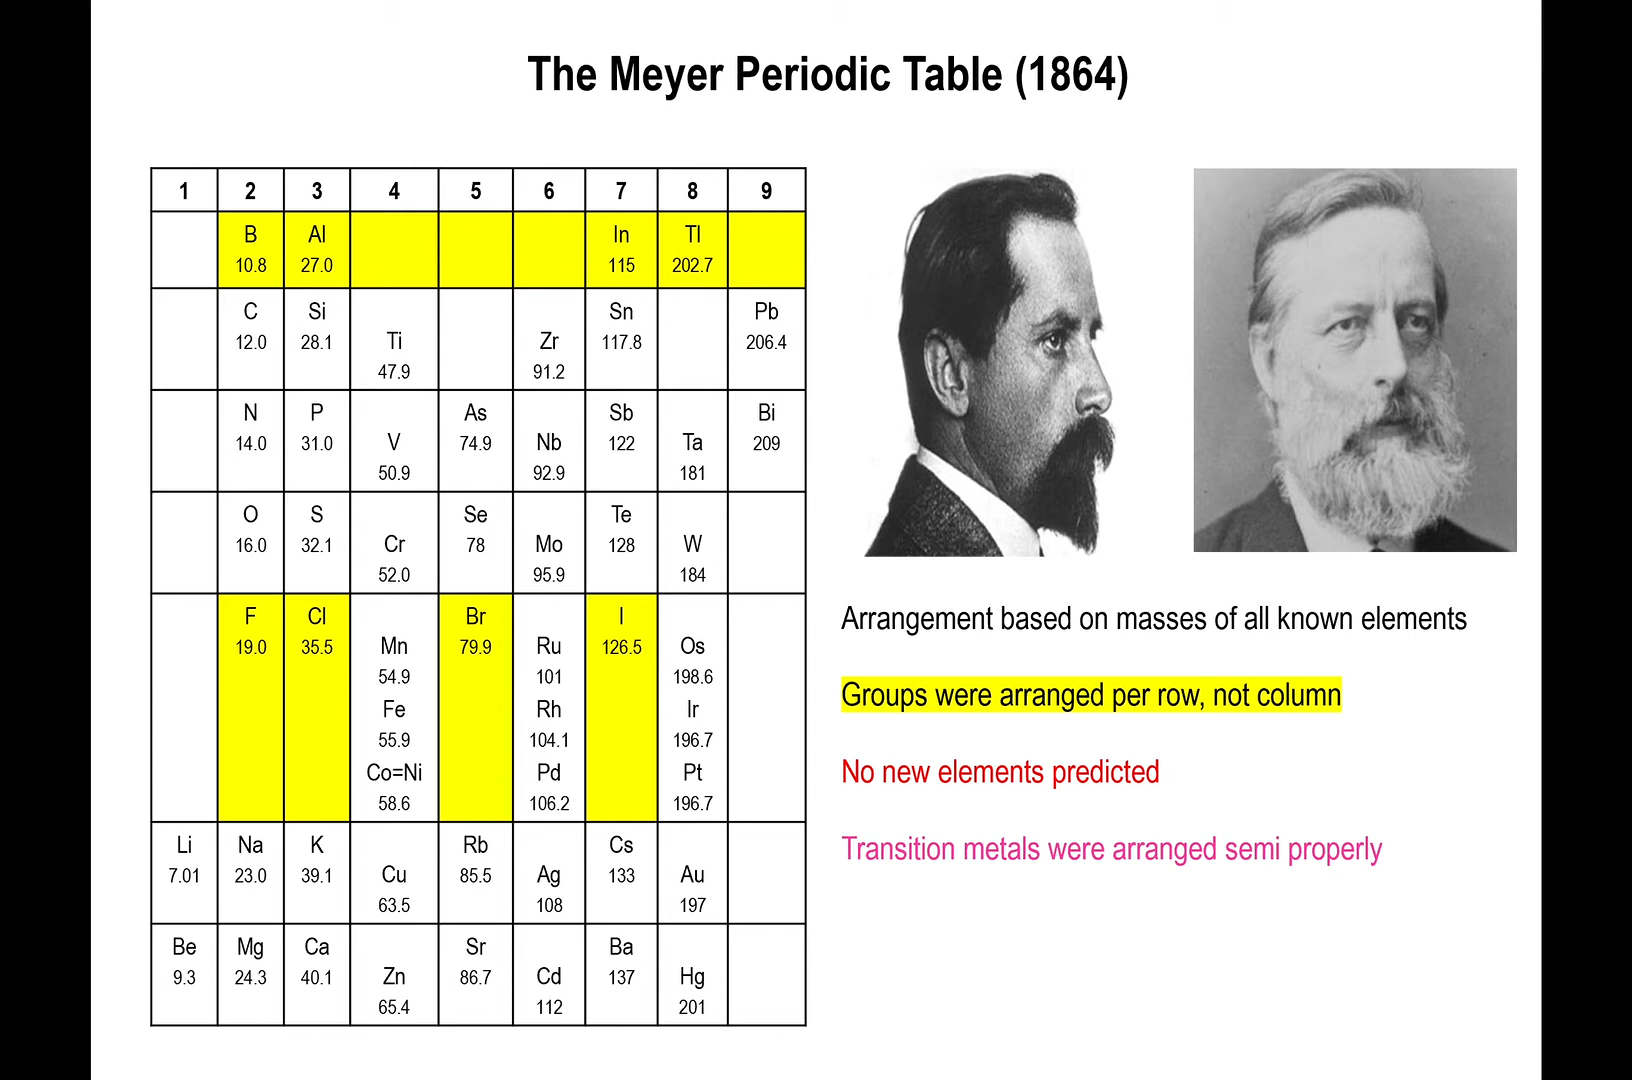 The Meyer Periodic Table (1864)
1 2 3 4 5 6 7 8 9
B Al In Tl
10.8 27.0 115 202.7
C Si Sn Pb
12.0 28.1 Ti Zr 117.8 206.4
47.9 91.2
N P As Sb Bi
14.0 31.0 V 74.9 Nb 122 Ta 209
50.9 92.9 181
O S Se Te
16.0 32.1 Cr 78 Mo 128 W
52.0 95.9 184
F Cl Br I
19.0 35.5 Mn 79.9 Ru 126.5 Os
54.9 101 198.6
Fe Rh Ir
55.9 104.1 196.7
Co=Ni Pd Pt
58.6 106.2 196.7
Li Na K Rb Cs
7.01 23.0 39.1 Cu 85.5 Ag 133 Au
63.5 108 197
Be Mg Ca Sr Ba
9.3 24.3 40.1 Zn 86.7 Cd 137 Hg
65.4 112 201
Arrangement based on masses of all known elements
Groups were arranged per row, not column
No new elements predicted
Transition metals were arranged semi properly